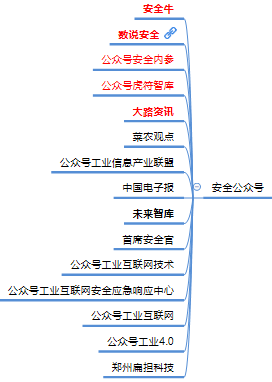 安全牛
数说安全
公众号安全内参
公众号虎符智库
大路资讯
菜农观点
公众号工业信息产业联盟
中国电子报
安全公众号
未来智库
首席安全官
公众号工业互联网技术
公众号工业互联网安全应急响应中心
公众号工业互联网
公众号工业4.0
郑州扁担科技